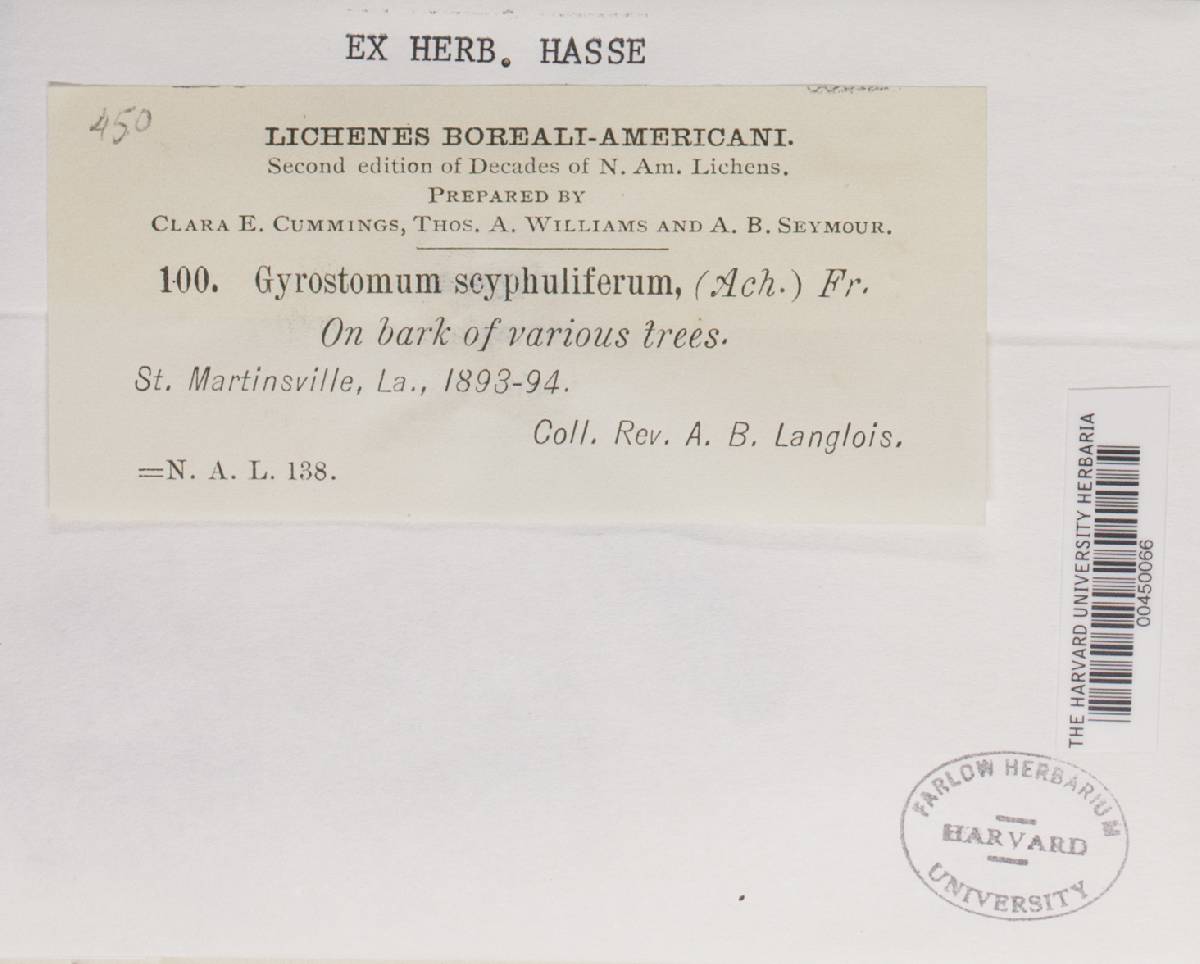 EX HERB. HASSE
450
LICHENES BOREALI-AMERICANI.
Second edition of Decades of N. Am. Lichens.
PREPARED BY
CLARA E. CUMMINGS, THOS. A. WILLIAMS AND A. B. SEYMOUR.
100. Gyrostomum scyphuliferum, (Ach.) Fr.
On bark of various trees.
St. Martinsville, La., 1893-94.
Coll. Rev. A. B. Langlois.
=N. A. L. 138.
THE HARVARD UNIVERSITY HERBARIA
00450066
FARLOW HERBARIUM
HARVARD
UNIVERSITY